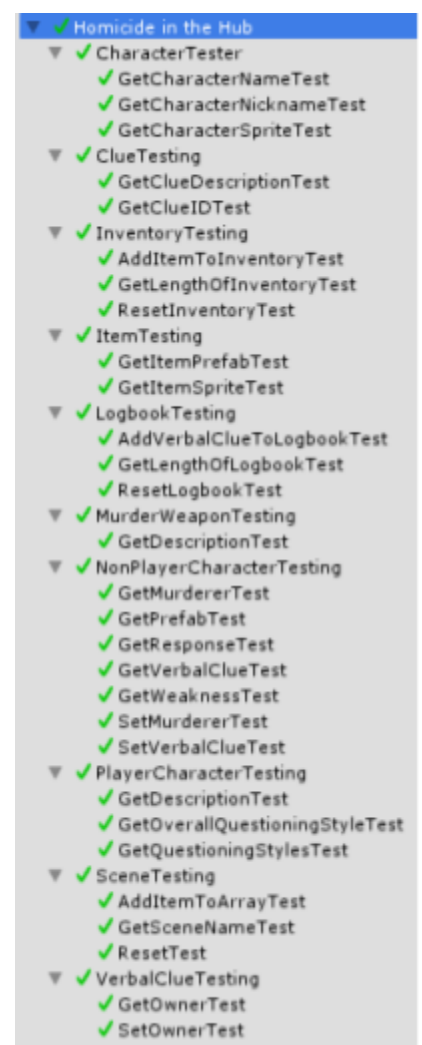 Homicide in the Hub
CharacterTester
GetCharacterNameTest
GetCharacterNicknameTest
GetCharacterSpriteTest
ClueTesting
GetClueDescriptionTest
GetClueIDTest
InventoryTesting
AddItemToInventoryTest
GetLengthOfInventoryTest
ResetInventoryTest
ItemTesting
GetItemPrefabTest
GetItemSpriteTest
LogbookTesting
AddVerbalClueToLogbookTest
GetLengthOfLogbookTest
ResetLogbookTest
MurderWeaponTesting
GetDescriptionTest
NonPlayerCharacterTesting
GetMurdererTest
GetPrefabTest
GetResponseTest
GetVerbalClueTest
GetWeaknessTest
SetMurdererTest
SetVerbalClueTest
PlayerCharacterTesting
GetDescriptionTest
GetOverallQuestioningStyleTest
GetQuestioningStylesTest
SceneTesting
AddItemToArrayTest
GetSceneNameTest
ResetTest
VerbalClueTesting
GetOwnerTest
SetOwnerTest